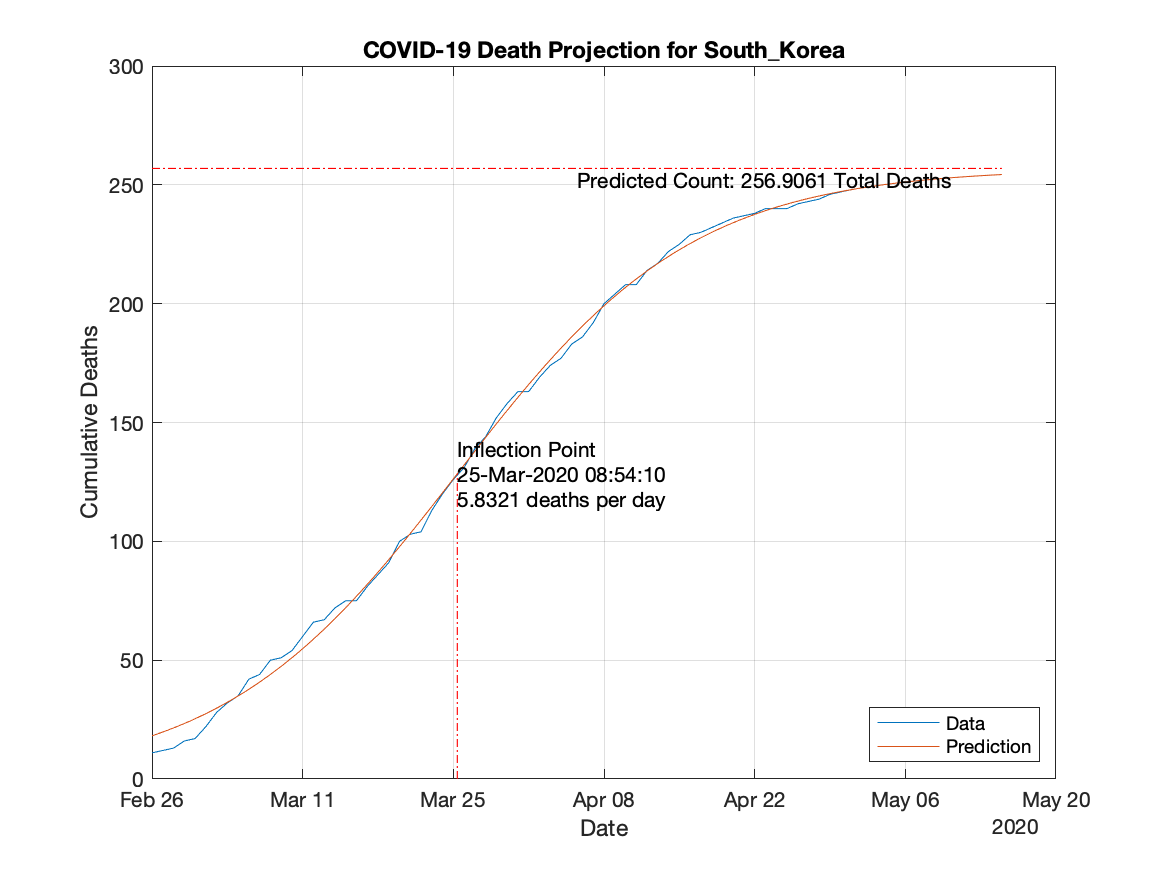 COVID-19 Death Projection for South_Korea
300
250
200
150
100
50
0
Cumulative Deaths
Predicted Count: 256.9061 Total Deaths
Inflection Point
25-Mar-2020 08:54:10
5.8321 deaths per day
Data
Prediction
Feb 26 Mar 11 Mar 25 Apr 08 Apr 22 May 06 May 20
Date
2020